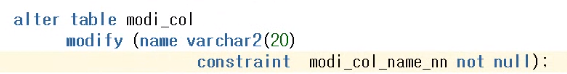 alter table modi_col
modify (name varchar2(20)
constraint modi_col_name_nn not null);